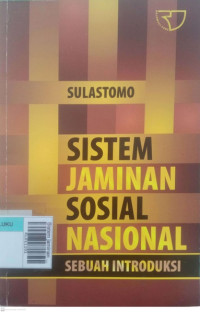 SULASTOMO
SISTEM
JAMINAN
SOSIAL
NASIONAL
SEBUAH INTRODUKSI